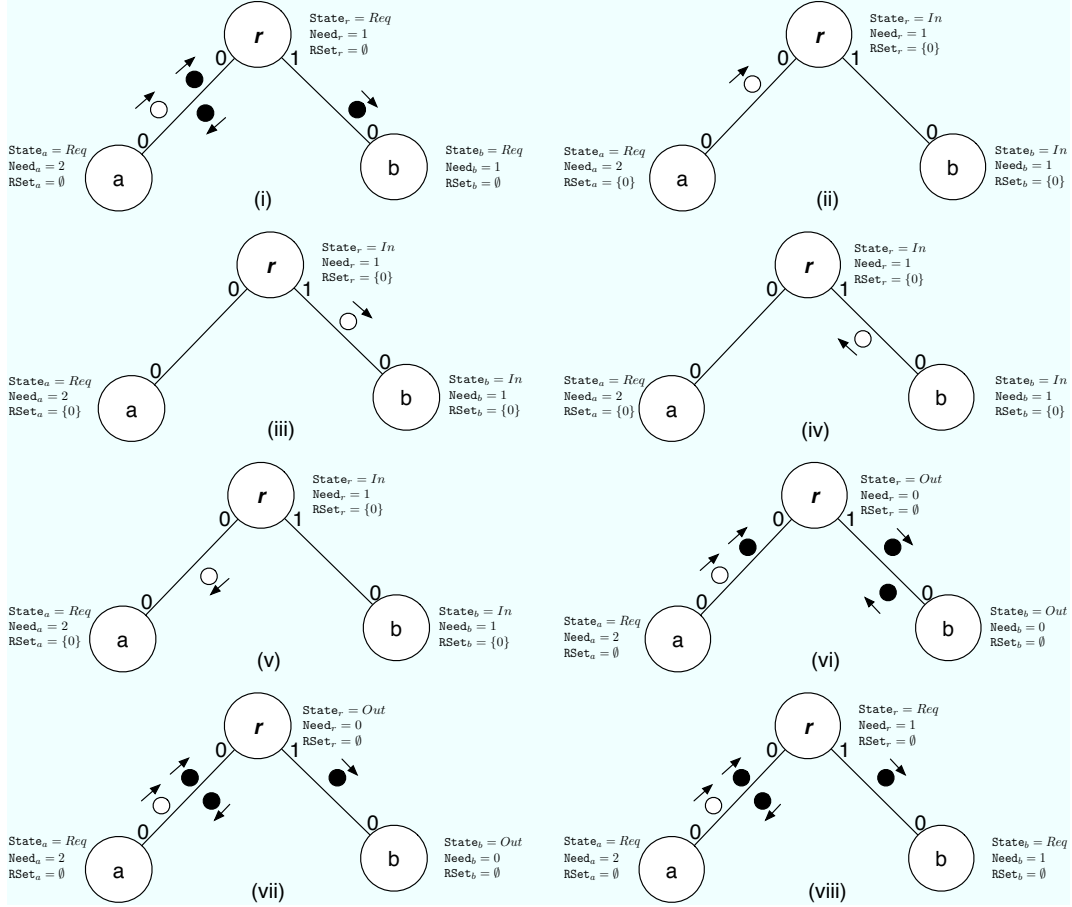 State_r = Req
Need_r = 1
RSet_r = ∅
r
0
1
0
0
State_a = Req
Need_a = 2
RSet_a = ∅
a
State_b = Req
Need_b = 1
RSet_b = ∅
b
(i)
State_r = In
Need_r = 1
RSet_r = {0}
r
0
1
0
0
State_a = Req
Need_a = 2
RSet_a = {0}
a
State_b = In
Need_b = 1
RSet_b = {0}
b
(ii)
State_r = In
Need_r = 1
RSet_r = {0}
r
0
1
0
0
State_a = Req
Need_a = 2
RSet_a = {0}
a
State_b = In
Need_b = 1
RSet_b = {0}
b
(iii)
State_r = In
Need_r = 1
RSet_r = {0}
r
0
1
0
0
State_a = Req
Need_a = 2
RSet_a = {0}
a
State_b = In
Need_b = 1
RSet_b = {0}
b
(iv)
State_r = In
Need_r = 1
RSet_r = {0}
r
0
1
0
0
State_a = Req
Need_a = 2
RSet_a = {0}
a
State_b = In
Need_b = 1
RSet_b = {0}
b
(v)
State_r = Out
Need_r = 0
RSet_r = ∅
r
0
1
0
0
State_a = Req
Need_a = 2
RSet_a = ∅
a
State_b = Out
Need_b = 0
RSet_b = ∅
b
(vi)
State_r = Out
Need_r = 0
RSet_r = ∅
r
0
1
0
0
State_a = Req
Need_a = 2
RSet_a = ∅
a
State_b = Out
Need_b = 0
RSet_b = ∅
b
(vii)
State_r = Req
Need_r = 1
RSet_r = ∅
r
0
1
0
0
State_a = Req
Need_a = 2
RSet_a = ∅
a
State_b = Req
Need_b = 1
RSet_b = ∅
b
(viii)